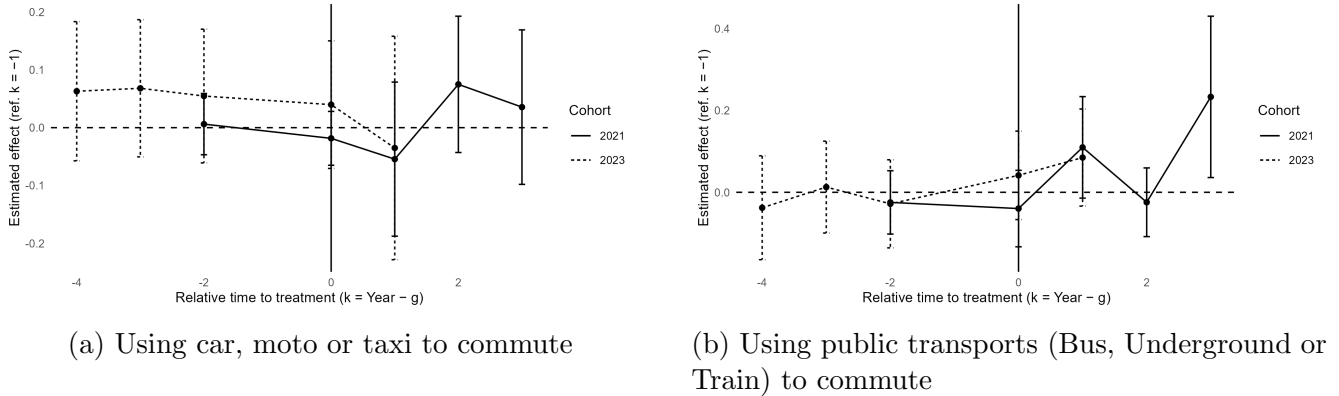 0.2
0.1
0.0
-0.1
-0.2
Estimated effect (ref. k = −1)
-4
-2
0
2
Relative time to treatment (k = Year − g)
Cohort
2021
2023
(a) Using car, moto or taxi to commute
0.4
0.2
0.0
Estimated effect (ref. k = −1)
-4
-2
0
2
Relative time to treatment (k = Year − g)
Cohort
2021
2023
(b) Using public transports (Bus, Underground or
Train) to commute